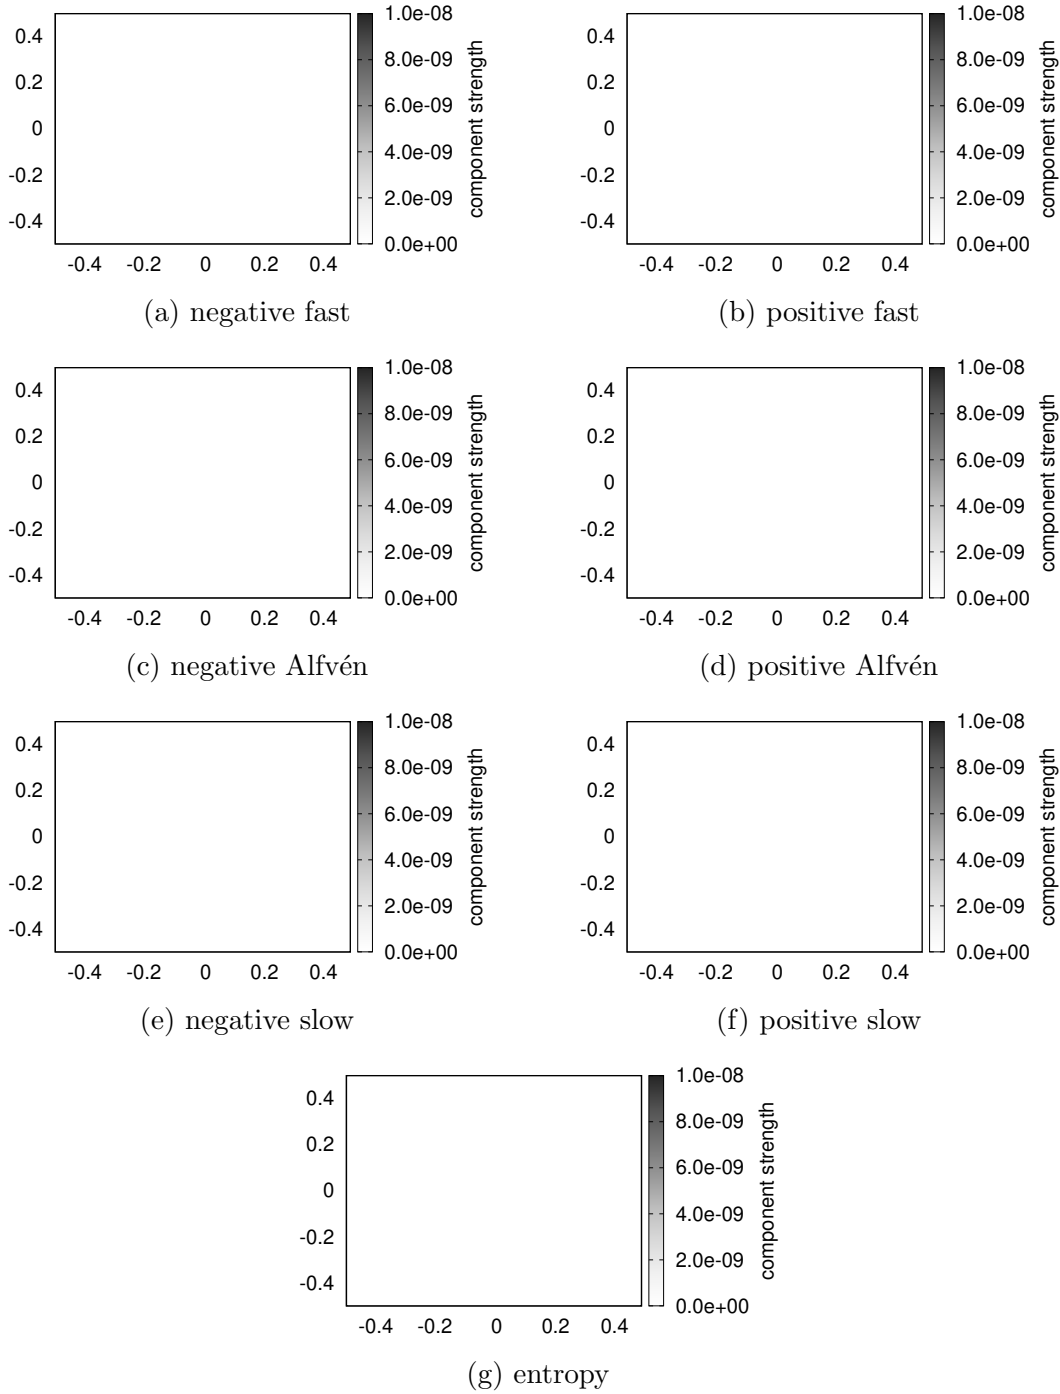 0.4
0.2
0
-0.2
-0.4
-0.4 -0.2 0 0.2 0.4
1.0e-08
8.0e-09
6.0e-09
4.0e-09
2.0e-09
0.0e+00
component strength
(a) negative fast
0.4
0.2
0
-0.2
-0.4
-0.4 -0.2 0 0.2 0.4
1.0e-08
8.0e-09
6.0e-09
4.0e-09
2.0e-09
0.0e+00
component strength
(b) positive fast
0.4
0.2
0
-0.2
-0.4
-0.4 -0.2 0 0.2 0.4
1.0e-08
8.0e-09
6.0e-09
4.0e-09
2.0e-09
0.0e+00
component strength
(c) negative Alfvén
0.4
0.2
0
-0.2
-0.4
-0.4 -0.2 0 0.2 0.4
1.0e-08
8.0e-09
6.0e-09
4.0e-09
2.0e-09
0.0e+00
component strength
(d) positive Alfvén
0.4
0.2
0
-0.2
-0.4
-0.4 -0.2 0 0.2 0.4
1.0e-08
8.0e-09
6.0e-09
4.0e-09
2.0e-09
0.0e+00
component strength
(e) negative slow
0.4
0.2
0
-0.2
-0.4
-0.4 -0.2 0 0.2 0.4
1.0e-08
8.0e-09
6.0e-09
4.0e-09
2.0e-09
0.0e+00
component strength
(f) positive slow
0.4
0.2
0
-0.2
-0.4
-0.4 -0.2 0 0.2 0.4
1.0e-08
8.0e-09
6.0e-09
4.0e-09
2.0e-09
0.0e+00
component strength
(g) entropy